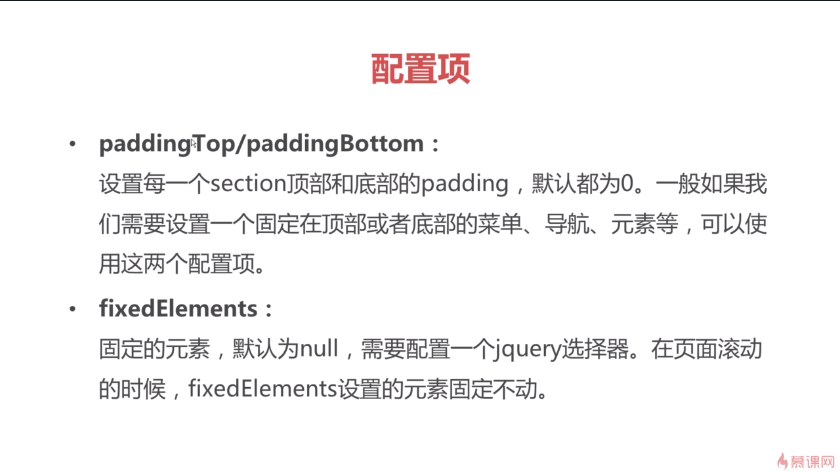 配置项
• paddingTop/paddingBottom：
设置每一个section顶部和底部的padding，默认都为0。一般如果我
们需要设置一个固定在顶部或者底部的菜单、导航、元素等，可以使
用这两个配置项。
• fixedElements：
固定的元素，默认为null，需要配置一个jquery选择器。在页面滚动
的时候，fixedElements设置的元素固定不动。
慕课网